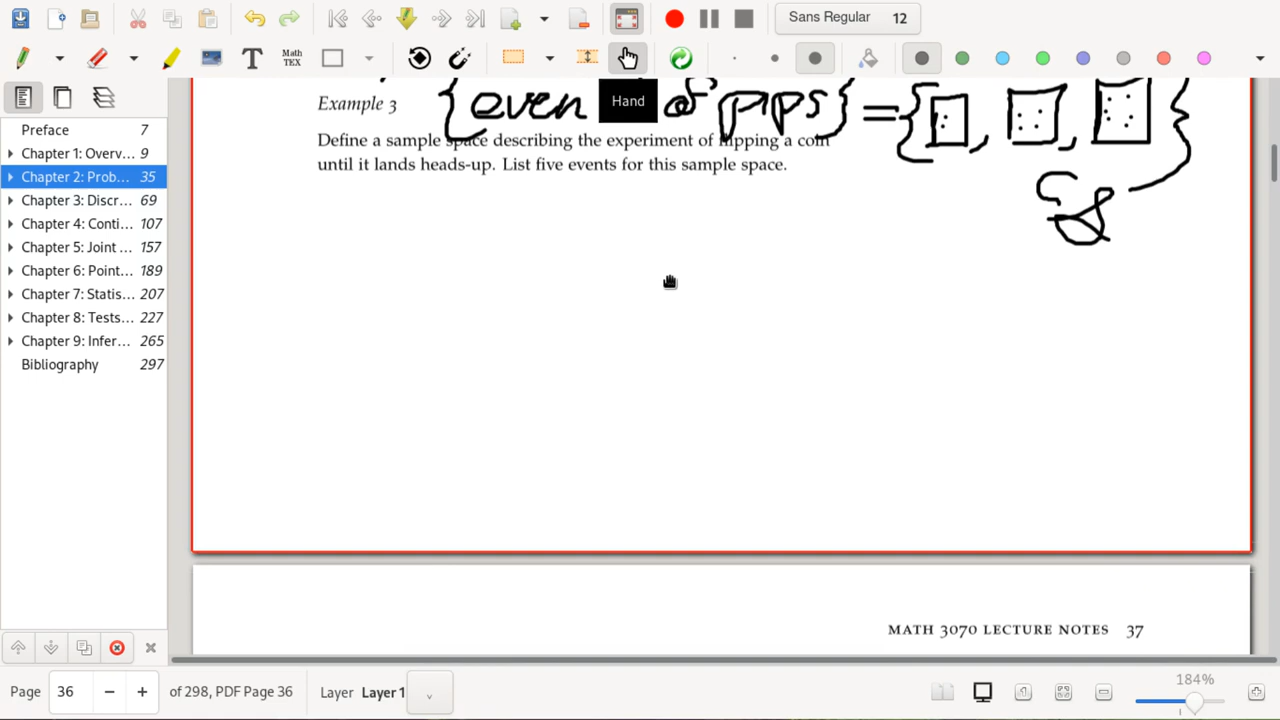 Sans Regular 12
Math TEX
Preface 7
Chapter 1: Overv... 9
Chapter 2: Prob... 35
Chapter 3: Discr... 69
Chapter 4: Conti... 107
Chapter 5: Joint ... 157
Chapter 6: Point... 189
Chapter 7: Statis... 207
Chapter 8: Tests... 227
Chapter 9: Infer... 265
Bibliography 297
Example 3 {even of pips} = { , , }
Hand
Define a sample space describing the experiment of flipping a coin
until it lands heads-up. List five events for this sample space.
MATH 3070 LECTURE NOTES 37
Page 36 of 298, PDF Page 36 Layer Layer 1
184%